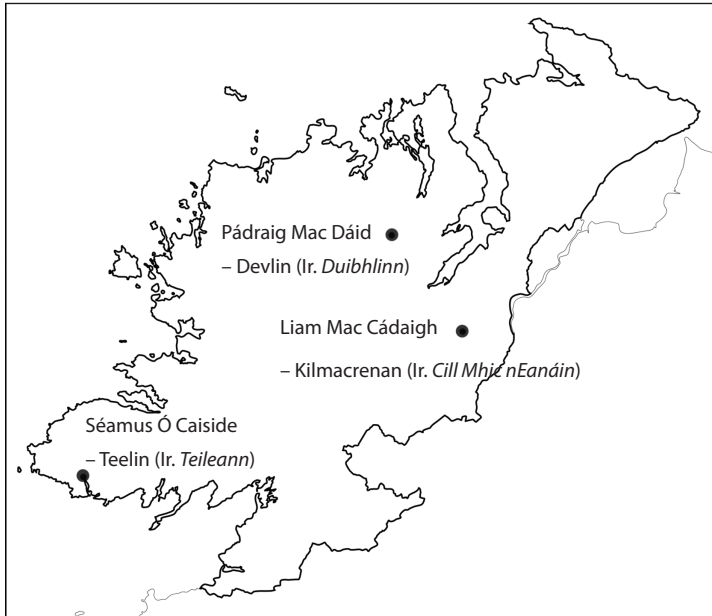 Pádraig Mac Dáid
– Devlin (Ir. Duibhlinn)
Liam Mac Cádaigh
– Kilmacrenan (Ir. Cill Mhic nEanáin)
Séamus Ó Caiside
– Teelin (Ir. Teileann)